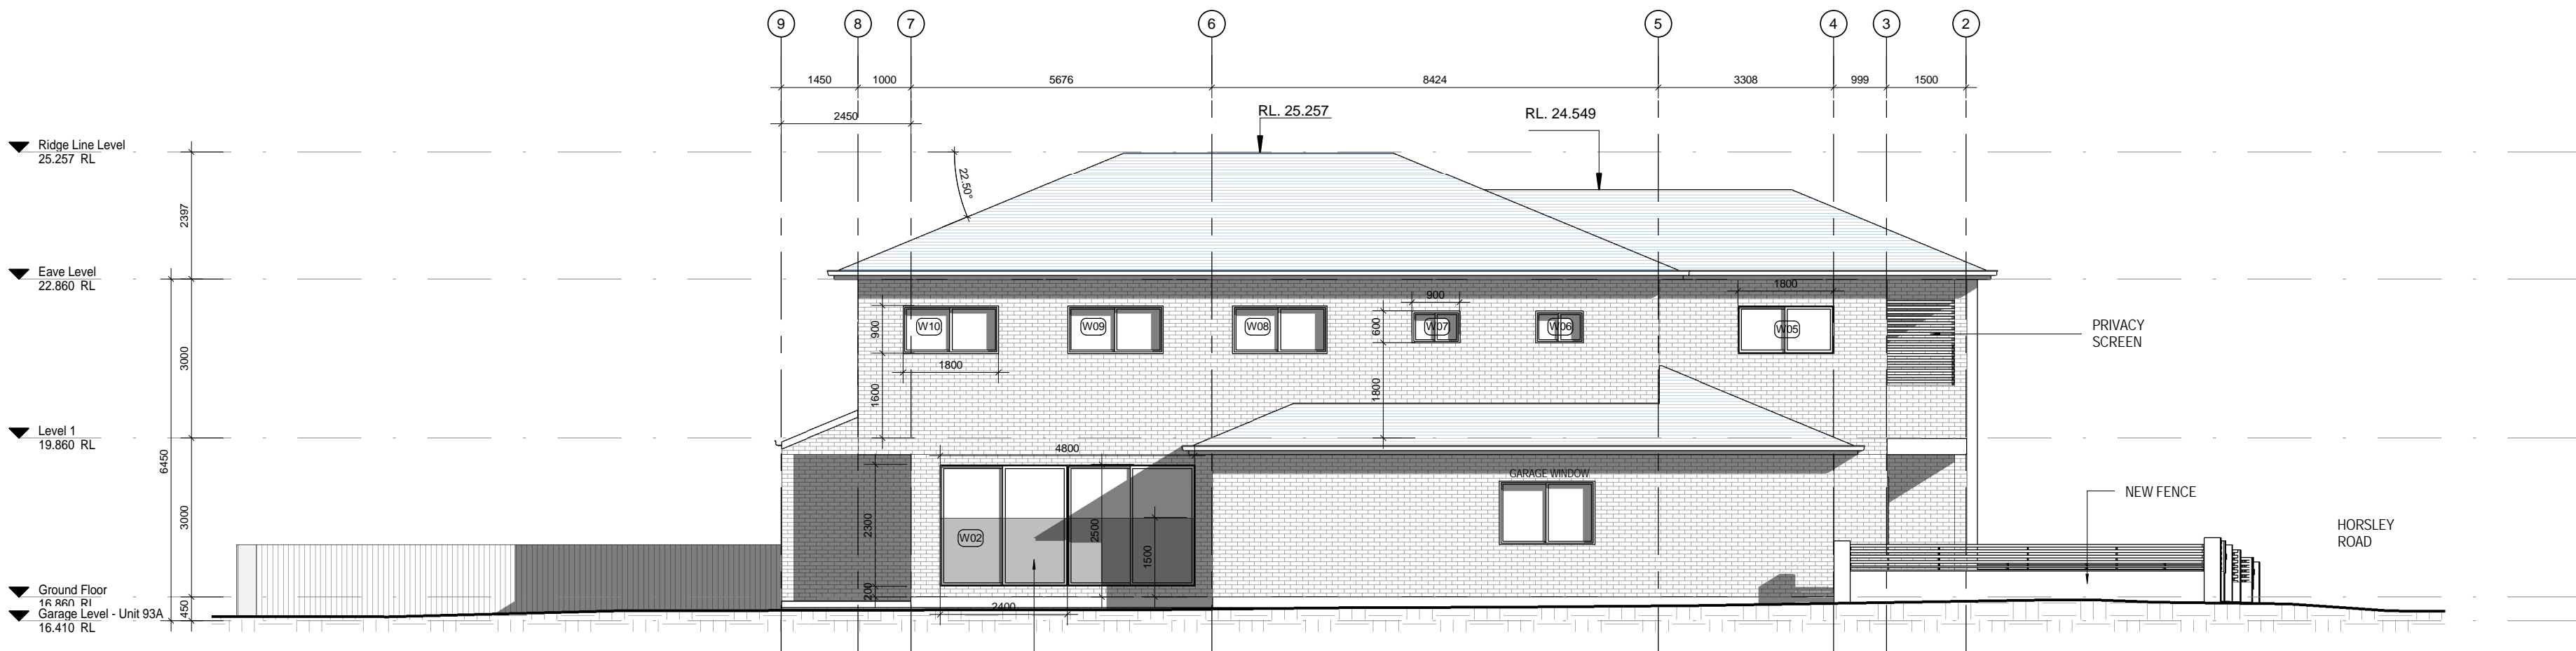 9 8 7 6 5 4 3 2
1450 1000 5676 8424 3308 999 1500
2450
RL. 25.257
RL. 24.549
Ridge Line Level
25.257 RL
22.50°
2397
Eave Level
22.860 RL
900
1800
W10 W09 W08 W07 W06 W05
900
600
PRIVACY
SCREEN
3000
1800
1600
1800
Level 1
19.860 RL
4800
6450
GARAGE WINDOW
NEW FENCE
HORSLEY
ROAD
3000
2300
2500
W02
1500
Ground Floor
16.860 RL
200
2400
450
Garage Level - Unit 93A
16.410 RL